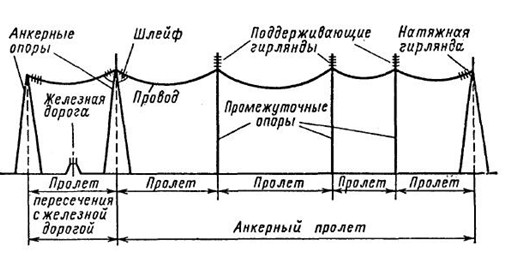 Анкерные
опоры
Шлейф
Поддерживающие
гирлянды
Натяжная
гирлянда
Железная
дорога
Провод
Промежуточные
опоры
Пролет
пересечения
с железной
дорогой
Пролет
Пролет
Пролет
Пролет
Анкерный пролет